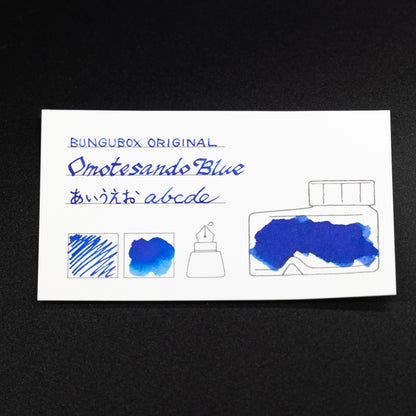 BUNGUBOX ORIGINAL
Omotesando Blue
あいうえお abcde